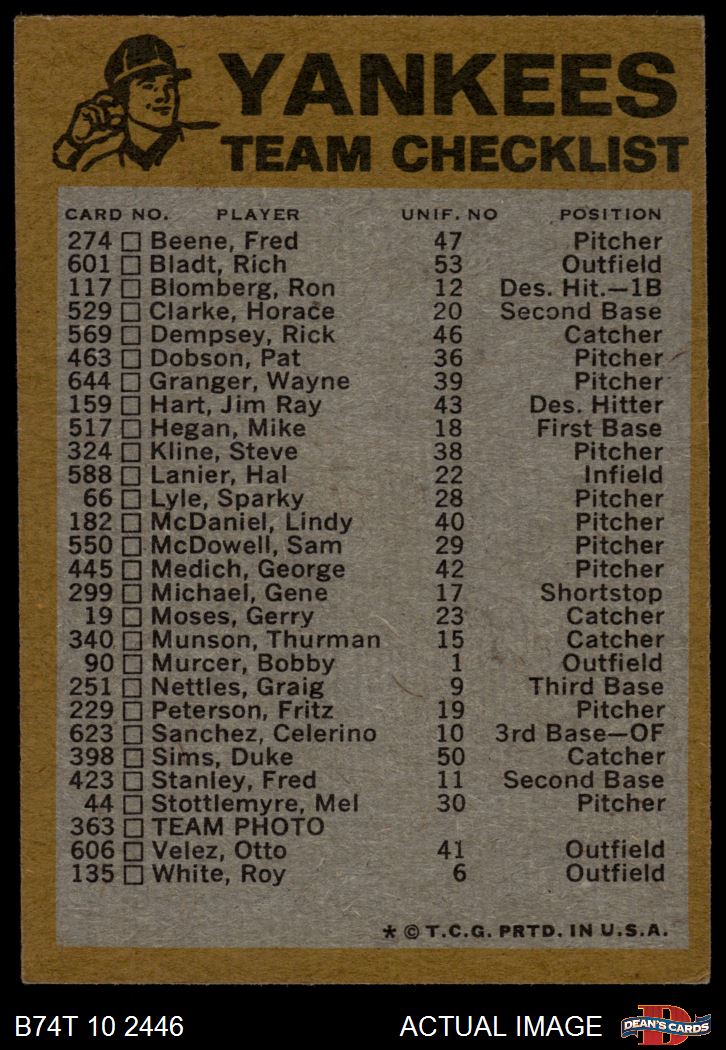 YANKEES
TEAM CHECKLIST
CARD NO. PLAYER UNIF. NO POSITION
274 □ Beene, Fred 47 Pitcher
601 □ Bladt, Rich 53 Outfield
117 □ Blomberg, Ron 12 Des. Hit.—1B
529 □ Clarke, Horace 20 Second Base
569 □ Dempsey, Rick 46 Catcher
463 □ Dobson, Pat 36 Pitcher
644 □ Granger, Wayne 39 Pitcher
159 □ Hart, Jim Ray 43 Des. Hitter
517 □ Hegan, Mike 18 First Base
324 □ Kline, Steve 38 Pitcher
588 □ Lanier, Hal 22 Infield
66 □ Lyle, Sparky 28 Pitcher
182 □ McDaniel, Lindy 40 Pitcher
550 □ McDowell, Sam 29 Pitcher
445 □ Medich, George 42 Pitcher
299 □ Michael, Gene 17 Shortstop
19 □ Moses, Gerry 23 Catcher
340 □ Munson, Thurman 15 Catcher
90 □ Murcer, Bobby 1 Outfield
251 □ Nettles, Graig 9 Third Base
229 □ Peterson, Fritz 19 Pitcher
623 □ Sanchez, Celerino 10 3rd Base—OF
398 □ Sims, Duke 50 Catcher
423 □ Stanley, Fred 11 Second Base
44 □ Stottlemyre, Mel 30 Pitcher
363 □ TEAM PHOTO
606 □ Velez, Otto 41 Outfield
135 □ White, Roy 6 Outfield
* © T.C.G. PRTD. IN U.S.A.
B74T 10 2446 ACTUAL IMAGE D DEAN'S CARDS